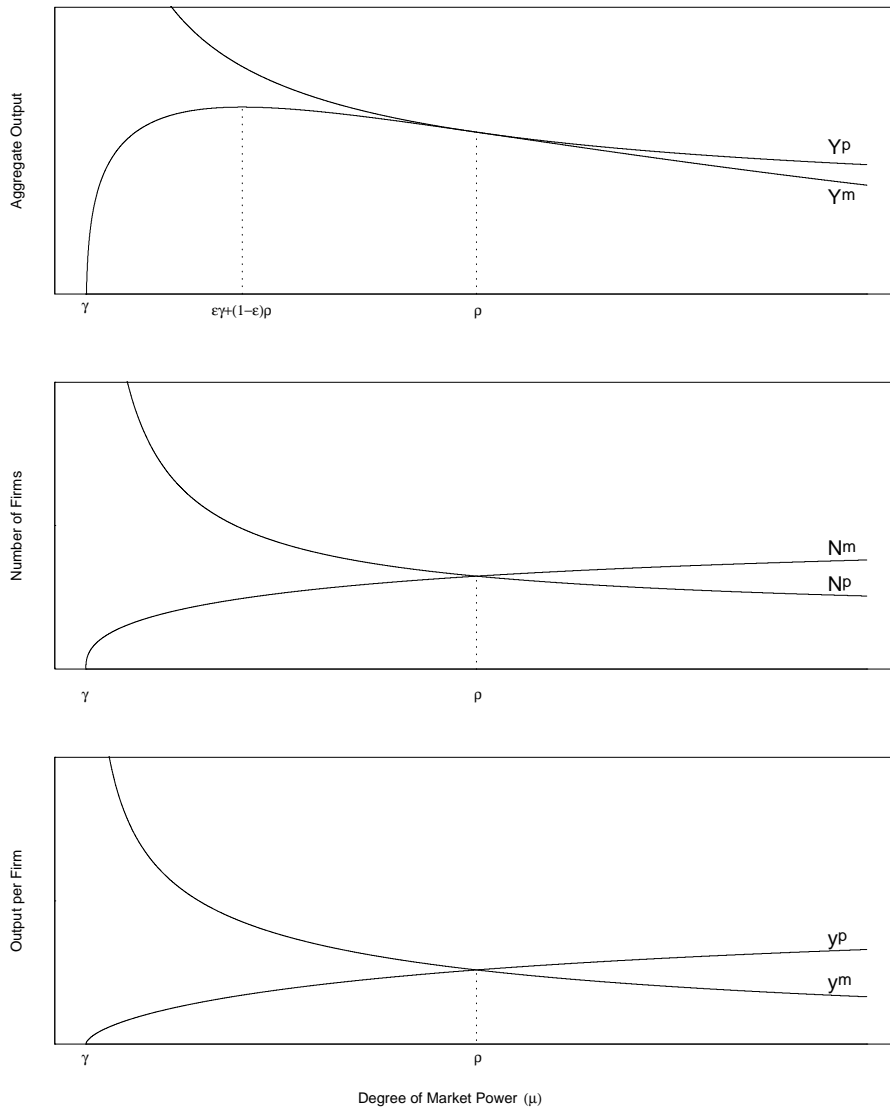 Aggregate Output
Yp
Ym
γ
εγ+(1−ε)ρ
ρ
Number of Firms
Nm
Np
γ
ρ
Output per Firm
yp
ym
γ
ρ
Degree of Market Power (μ)